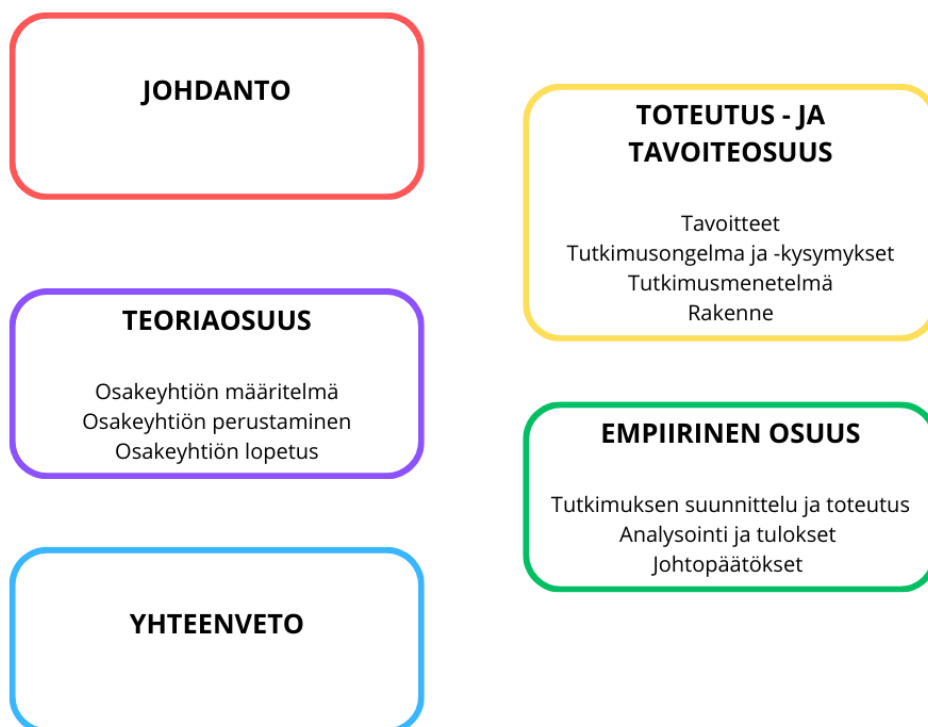 JOHDANTO
TOTEUTUS - JA
TAVOITEOSUUS
Tavoitteet
Tutkimusongelma ja -kysymykset
Tutkimusmenetelmä
Rakenne
TEORIAOSUUS
Osakeyhtiön määritelmä
Osakeyhtiön perustaminen
Osakeyhtiön lopetus
EMPIIRINEN OSUUS
Tutkimuksen suunnittelu ja toteutus
Analysointi ja tulokset
Johtopäätökset
YHTEENVETO